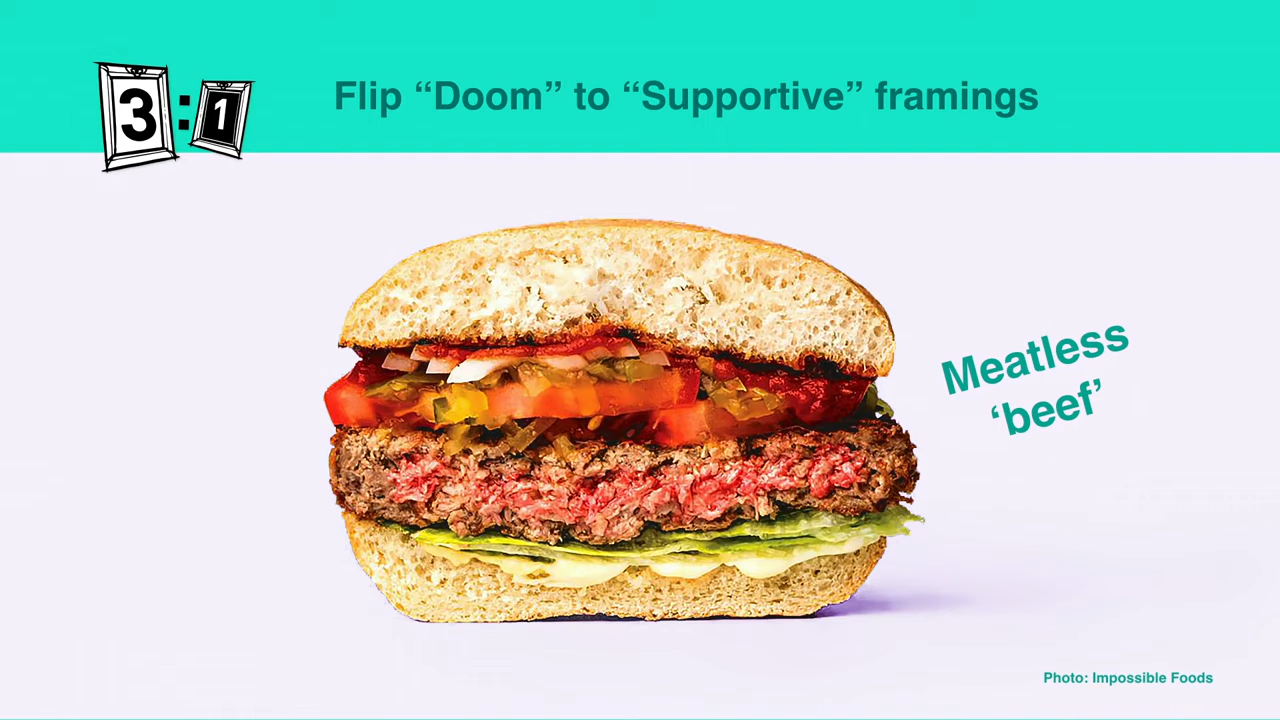 3:1
Flip “Doom” to “Supportive” framings
Meatless
‘beef’
Photo: Impossible Foods